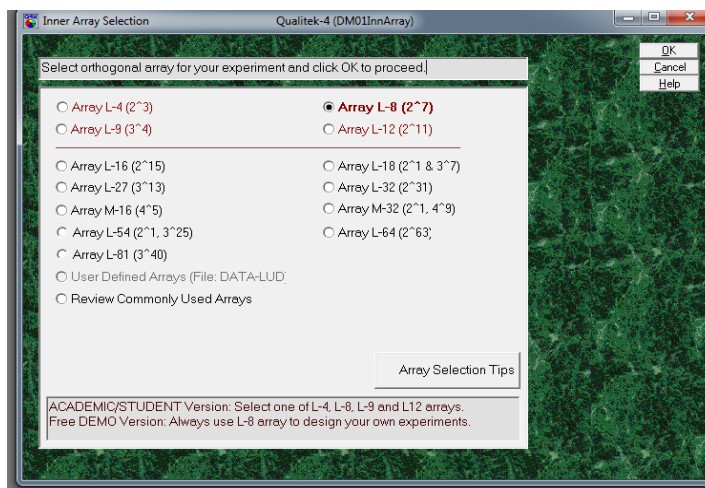 Inner Array Selection Qualitek-4 (DM01InnArray)
OK
Select orthogonal array for your experiment and click OK to proceed.
Cancel
Help
Array L-4 (2^3) Array L-8 (2^7)
Array L-9 (3^4) Array L-12 (2^11)
Array L-16 (2^15) Array L-18 (2^1 & 3^7)
Array L-27 (3^13) Array L-32 (2^31)
Array M-16 (4^5) Array M-32 (2^1, 4^9)
Array L-54 (2^1, 3^25) Array L-64 (2^63)
Array L-81 (3^40)
User Defined Arrays (File: DATA-LUD)
Review Commonly Used Arrays
Array Selection Tips
ACADEMIC/STUDENT Version: Select one of L-4, L-8, L-9 and L12 arrays.
Free DEMO Version: Always use L-8 array to design your own experiments.